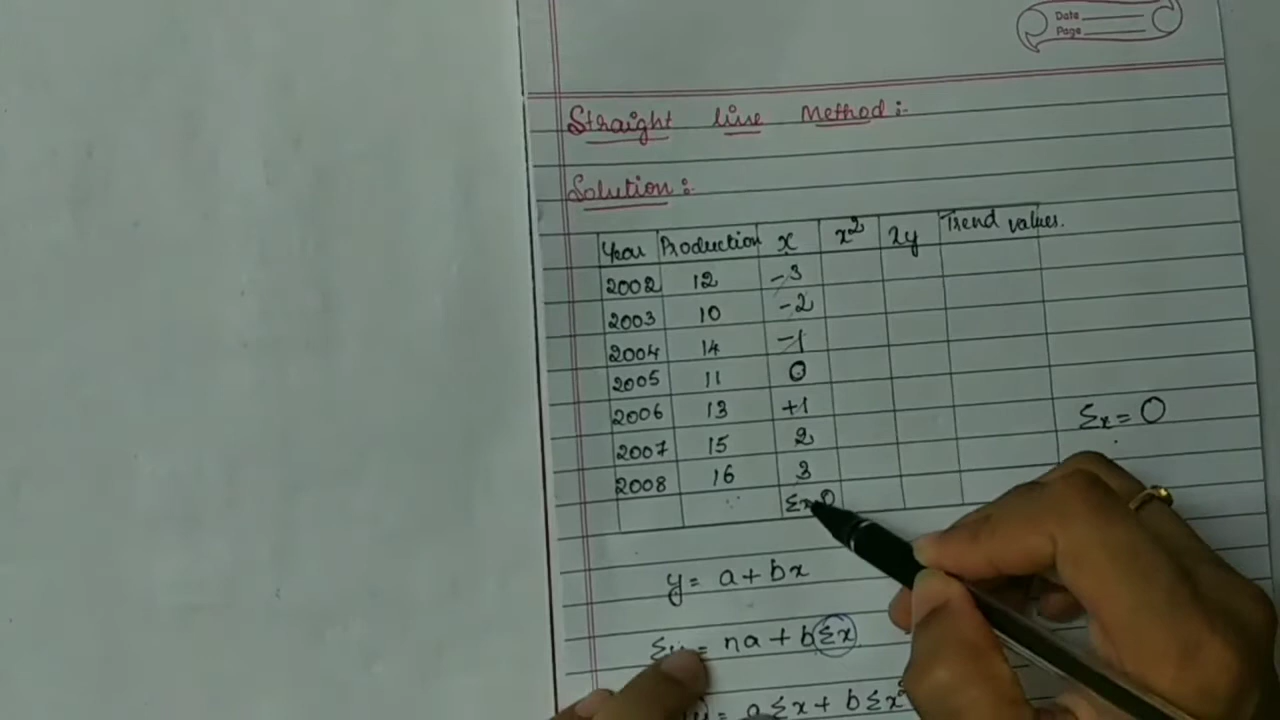 Date
Page
Straight line Method:-
Solution:-
Year Production x x² xy Trend values.
2002 12 -3
2003 10 -2
2004 14 -1
2005 11 0
2006 13 +1
2007 15 2
2008 16 3
Σx=0
Σx = 0
y = a + bx
= na + bΣx
= aΣx + bΣx²